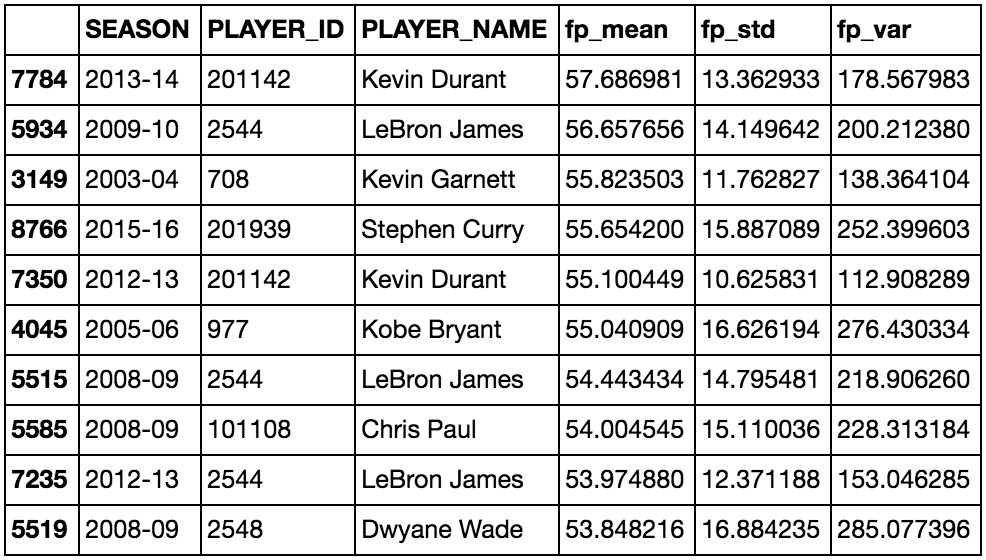 SEASON PLAYER_ID PLAYER_NAME fp_mean fp_std fp_var
7784 2013-14 201142 Kevin Durant 57.686981 13.362933 178.567983
5934 2009-10 2544 LeBron James 56.657656 14.149642 200.212380
3149 2003-04 708 Kevin Garnett 55.823503 11.762827 138.364104
8766 2015-16 201939 Stephen Curry 55.654200 15.887089 252.399603
7350 2012-13 201142 Kevin Durant 55.100449 10.625831 112.908289
4045 2005-06 977 Kobe Bryant 55.040909 16.626194 276.430334
5515 2008-09 2544 LeBron James 54.443434 14.795481 218.906260
5585 2008-09 101108 Chris Paul 54.004545 15.110036 228.313184
7235 2012-13 2544 LeBron James 53.974880 12.371188 153.046285
5519 2008-09 2548 Dwyane Wade 53.848216 16.884235 285.077396